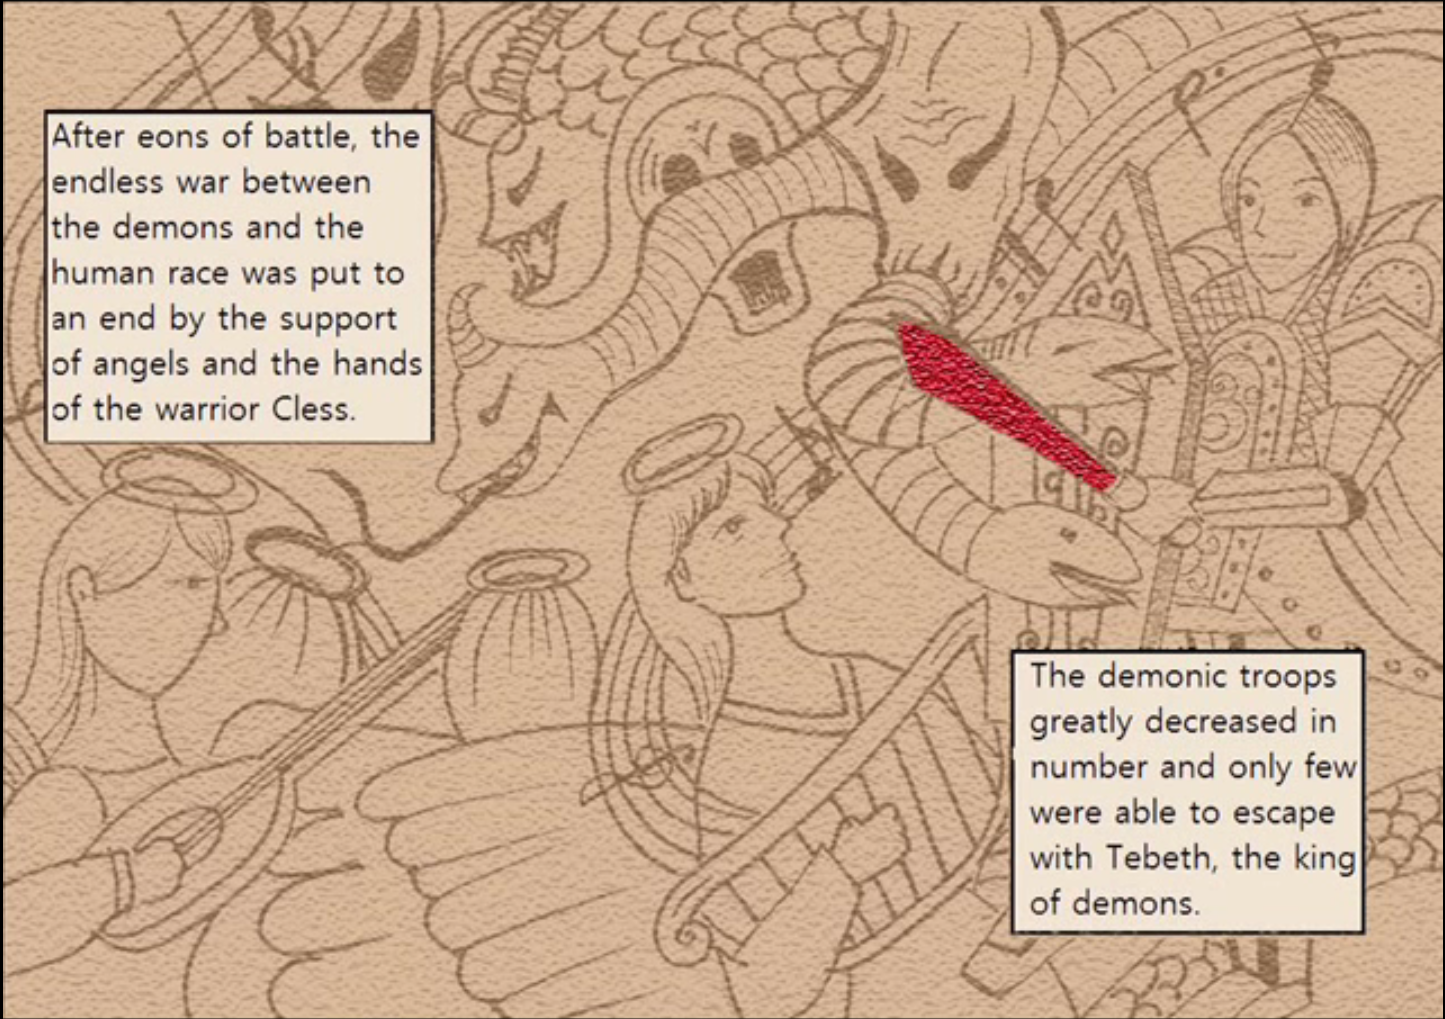 After eons of battle, the
endless war between
the demons and the
human race was put to
an end by the support
of angels and the hands
of the warrior Cless.
The demonic troops
greatly decreased in
number and only few
were able to escape
with Tebeth, the king
of demons.